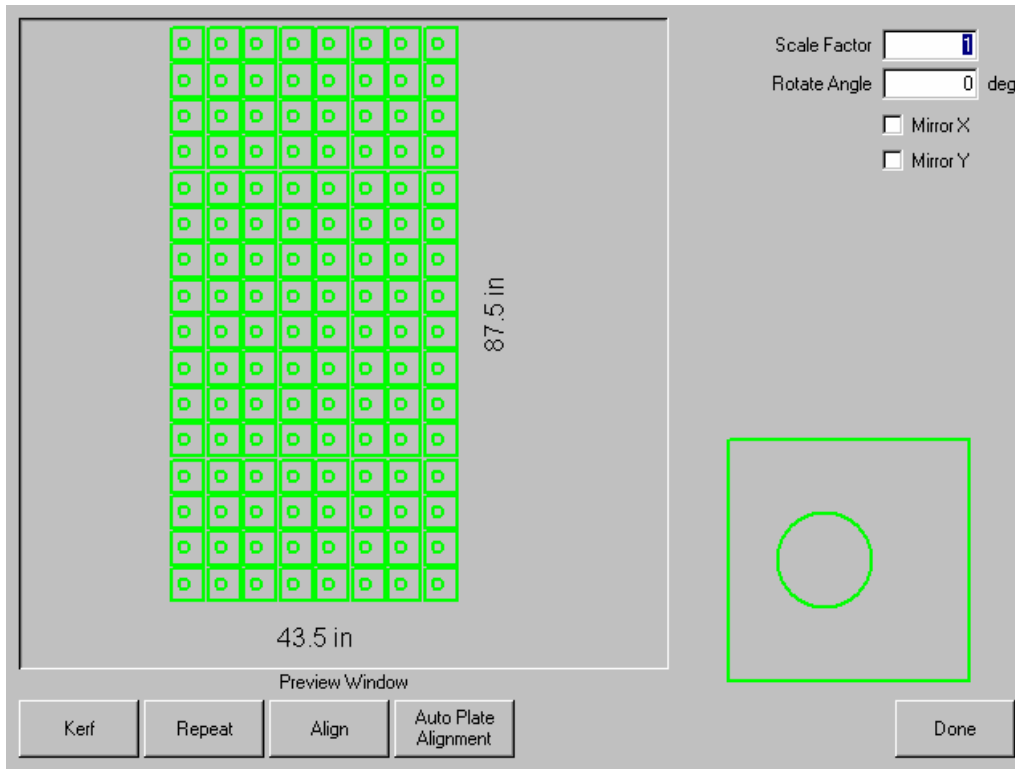 Scale Factor 1
Rotate Angle 0 deg
Mirror X
Mirror Y
87.5 in
43.5 in
Preview Window
Kerf
Repeat
Align
Auto Plate
Alignment
Done